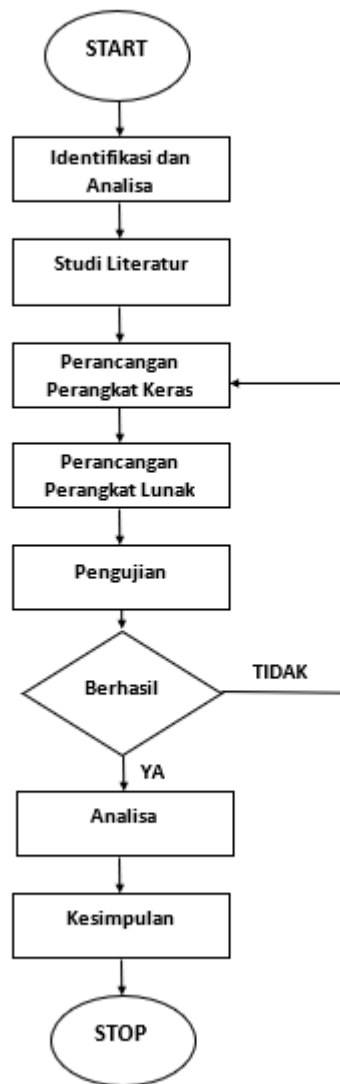 START
Identifikasi dan
Analisa
Studi Literatur
Perancangan
Perangkat Keras
Perancangan
Perangkat Lunak
Pengujian
Berhasil
TIDAK
YA
Analisa
Kesimpulan
STOP